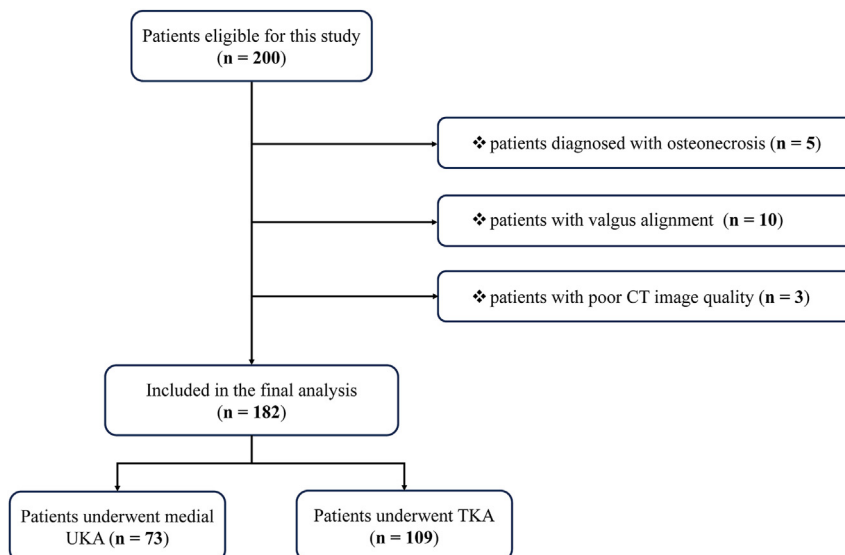 Patients eligible for this study
(n = 200)
❖ patients diagnosed with osteonecrosis (n = 5)
❖ patients with valgus alignment (n = 10)
❖ patients with poor CT image quality (n = 3)
Included in the final analysis
(n = 182)
Patients underwent medial
UKA (n = 73)
Patients underwent TKA
(n = 109)